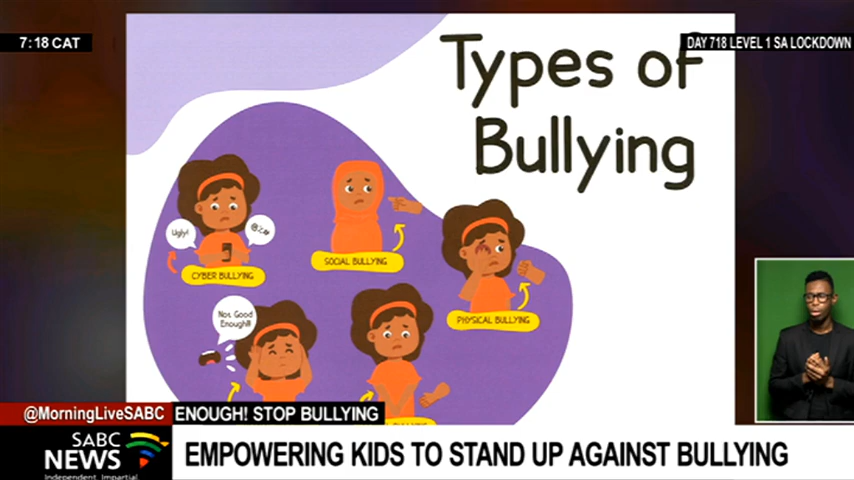 7:18 CAT
DAY 718 LEVEL 1 SA LOCKDOWN
Types of
Bullying
Ugly!
@?#
CYBER BULLYING
SOCIAL BULLYING
PHYSICAL BULLYING
Not Good
Enough!!
@MorningLiveSABC
ENOUGH! STOP BULLYING
SABC
NEWS
Independent. Impartial
EMPOWERING KIDS TO STAND UP AGAINST BULLYING